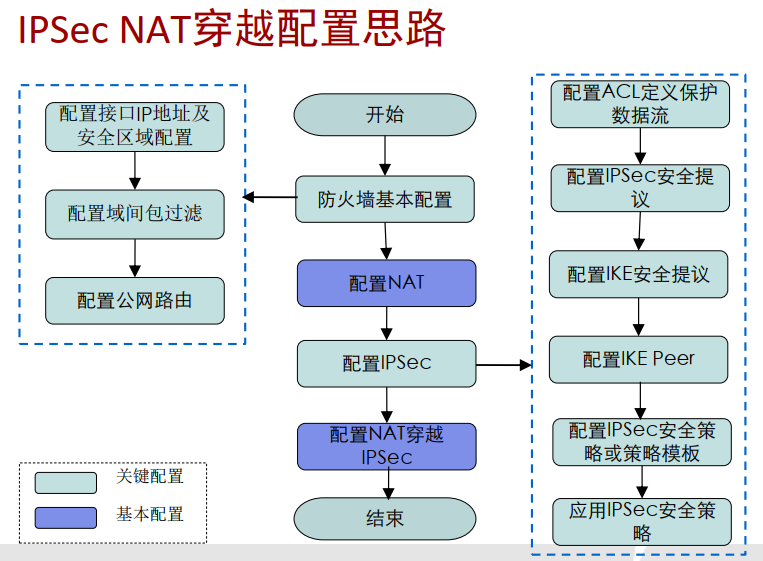 IPSec NAT穿越配置思路
配置接口IP地址及
安全区域配置
配置域间包过滤
配置公网路由
开始
防火墙基本配置
配置NAT
配置IPSec
配置NAT穿越
IPSec
结束
配置ACL定义保护
数据流
配置IPSec安全提
议
配置IKE安全提议
配置IKE Peer
配置IPSec安全策
略或策略模板
应用IPSec安全策
略
关键配置
基本配置